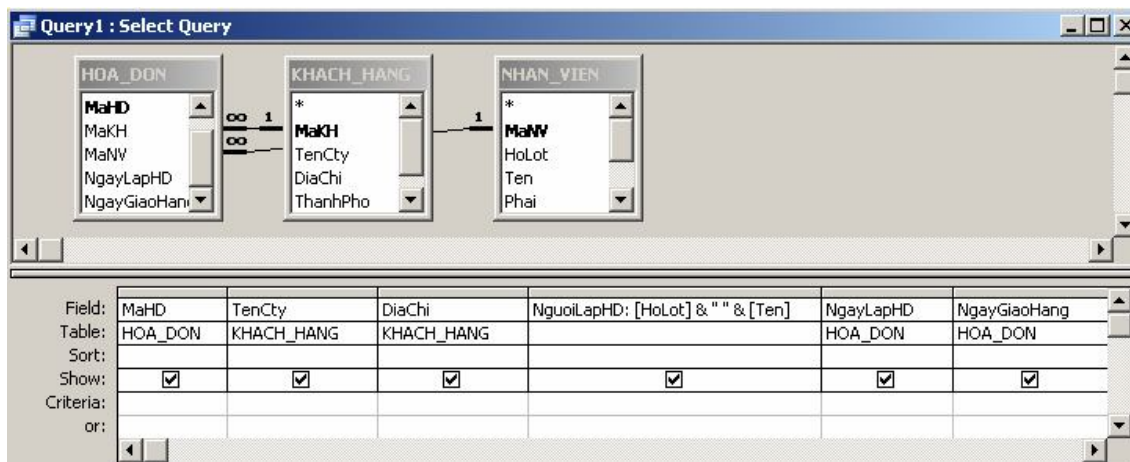 Query1 : Select Query
HOA_DON KHACH_HANG NHAN_VIEN
MaHD
MaKH
MaNV
NgayLapHD
NgayGiaoHan
∞ 1
∞
*
MaKH
TenCty
DiaChi
ThanhPho
1
*
MaNV
HoLot
Ten
Phai
Field: MaHD TenCty DiaChi NguoiLapHD: [HoLot] & " " & [Ten] NgayLapHD NgayGiaoHang
Table: HOA_DON KHACH_HANG KHACH_HANG HOA_DON HOA_DON
Sort:
Show:
Criteria:
or: